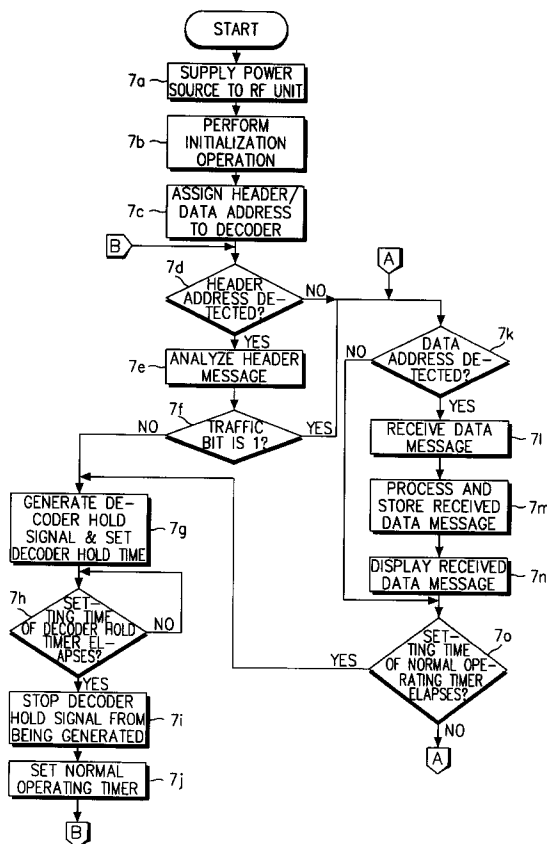 START
7a
SUPPLY POWER
SOURCE TO RF UNIT
7b
PERFORM
INITIALIZATION
OPERATION
7c
ASSIGN HEADER/
DATA ADDRESS
TO DECODER
B
A
7d
HEADER
ADDRESS DE-
TECTED?
NO
YES
7k
DATA
ADDRESS DE-
TECTED?
NO
YES
7e
ANALYZE HEADER
MESSAGE
7f
TRAFFIC
BIT IS 1?
NO
YES
RECEIVE DATA
MESSAGE
7l
PROCESS AND
STORE RECEIVED
DATA MESSAGE
7m
DISPLAY RECEIVED
DATA MESSAGE
7n
GENERATE DE-
CODER HOLD
SIGNAL & SET
DECODER HOLD TIME
7g
7h
SET-
TING TIME
OF DECODER HOLD
TIMER EL-
APSES?
NO
YES
7o
SET-
TING TIME
OF NORMAL OPE-
RATING TIMER
ELAPSES?
YES
NO
A
STOP DECODER
HOLD SIGNAL FROM
BEING GENERATED
7i
SET NORMAL
OPERATING TIMER
7j
B